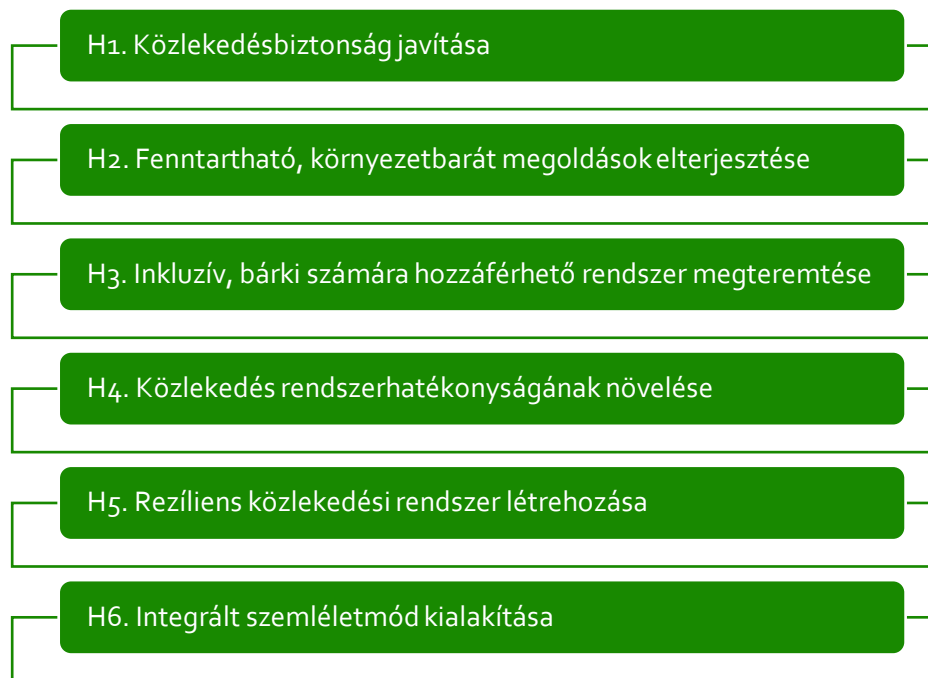 H1. Közlekedésbiztonság javítása
H2. Fenntartható, környezetbarát megoldások elterjesztése
H3. Inkluzív, bárki számára hozzáférhető rendszer megteremtése
H4. Közlekedés rendszerhatékonyságának növelése
H5. Rezíliens közlekedési rendszer létrehozása
H6. Integrált szemléletmód kialakítása